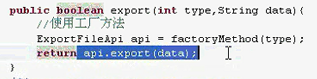 public boolean export(int type,String data){
//使用工厂方法
ExportFileApi api = factoryMethod(type);
return api.export(data);
}